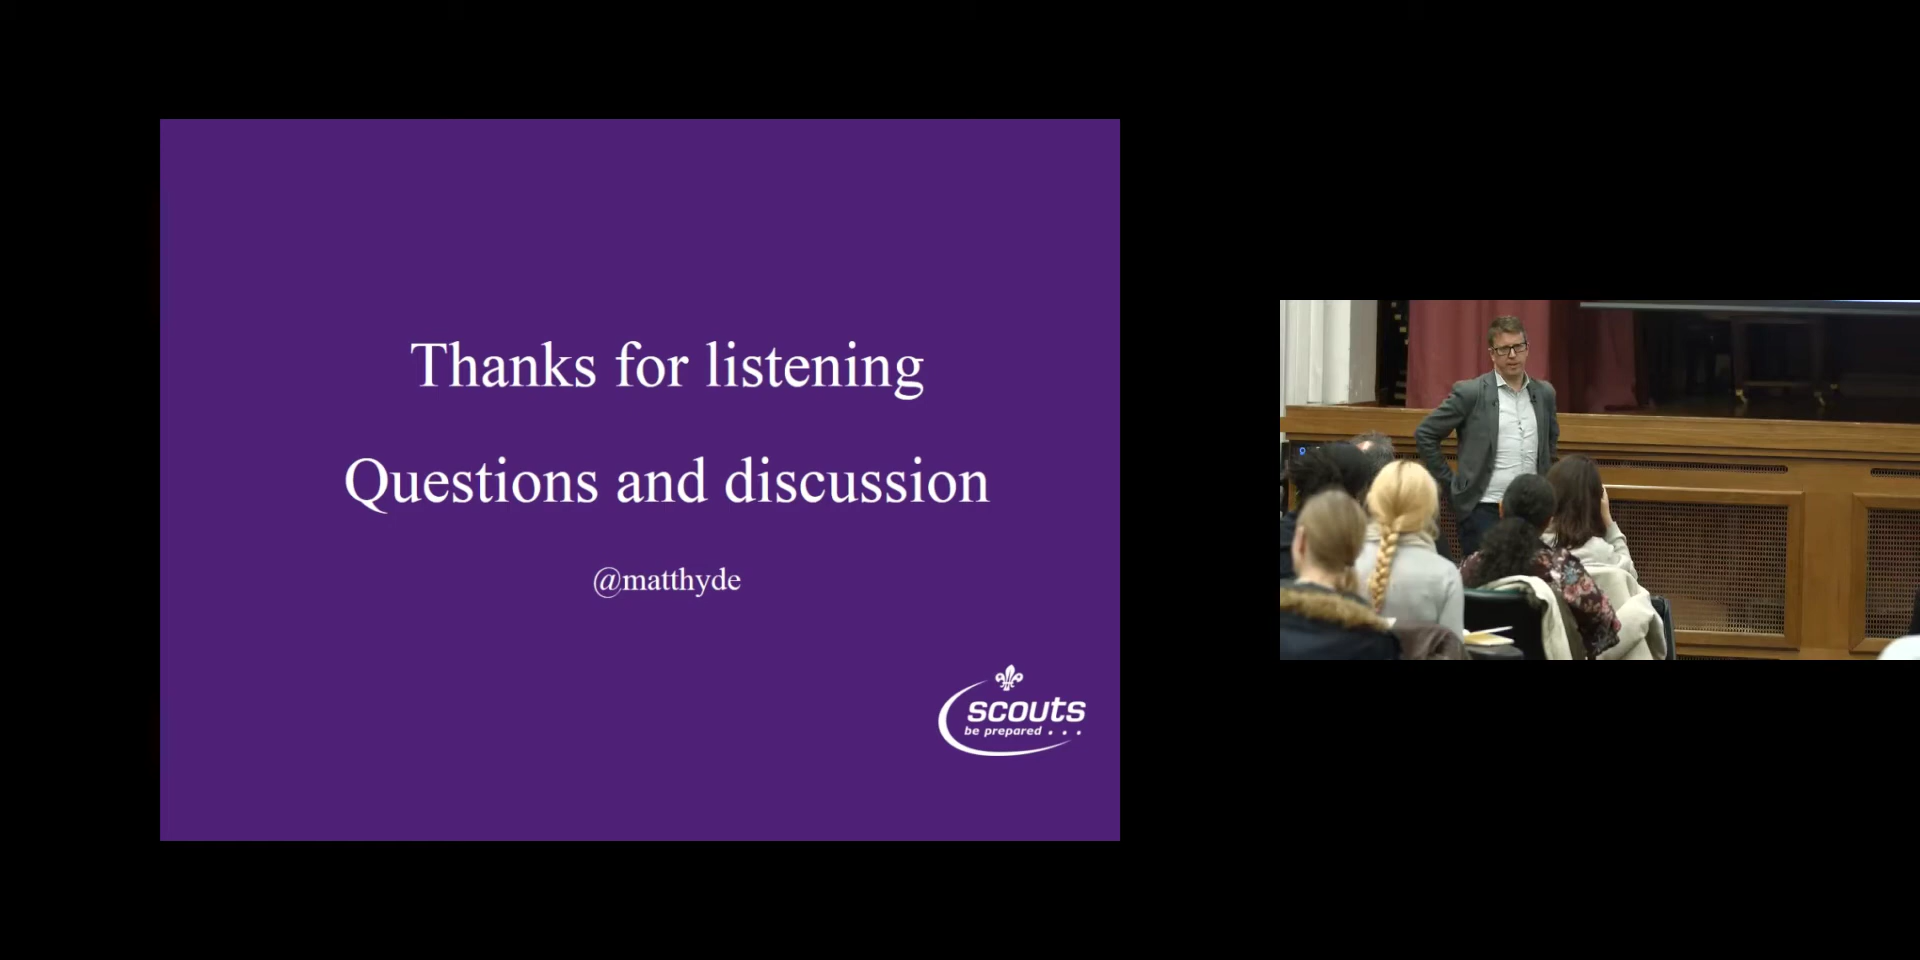 Thanks for listening
Questions and discussion
@matthyde
scouts
be prepared . . .